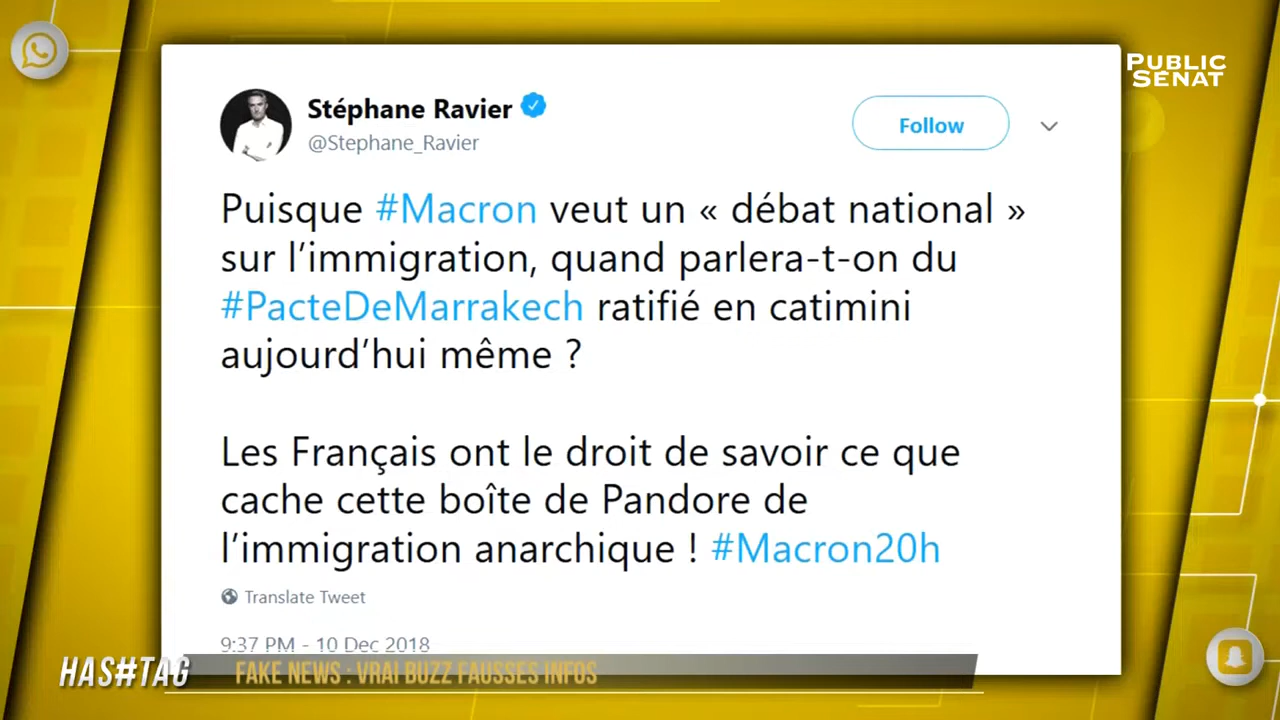 PUBLIC
SÉNAT
Stéphane Ravier
@Stephane_Ravier
Follow
Puisque #Macron veut un « débat national »
sur l’immigration, quand parlera-t-on du
#PacteDeMarrakech ratifié en catimini
aujourd’hui même ?
Les Français ont le droit de savoir ce que
cache cette boîte de Pandore de
l’immigration anarchique ! #Macron20h
Translate Tweet
9:37 PM - 10 Dec 2018
HAS#TAG
FAKE NEWS : VRAI BUZZ FAUSSES INFOS